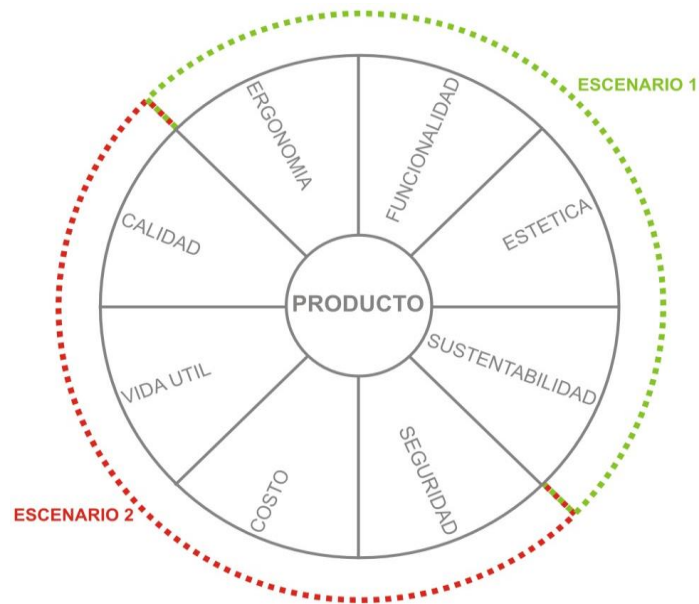 ESCENARIO 1
ERGONOMIA
FUNCIONALIDAD
CALIDAD
ESTETICA
PRODUCTO
VIDA UTIL
SUSTENTABILIDAD
COSTO
SEGURIDAD
ESCENARIO 2